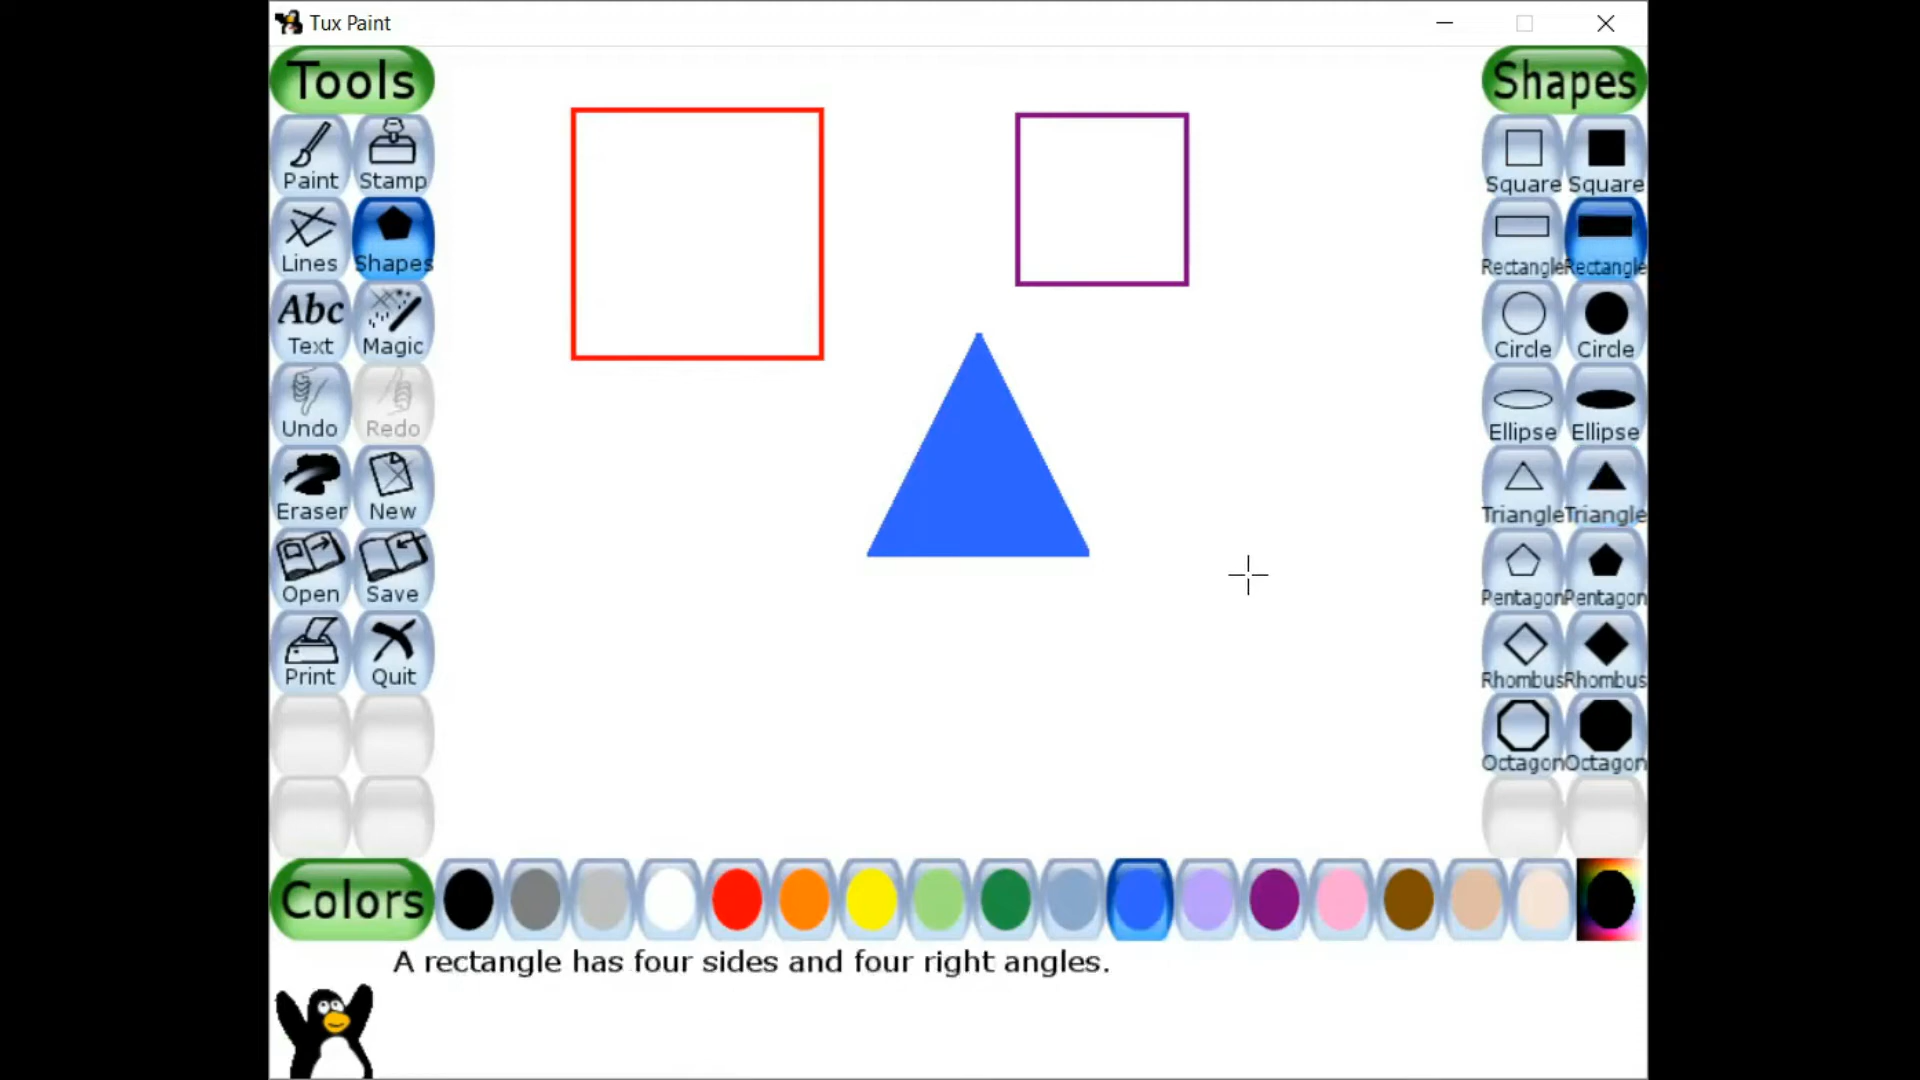 Tux Paint
Tools
Shapes
Paint Stamp
Square Square
Lines Shapes
Rectangle Rectangle
Abc
Text Magic
Circle Circle
Undo Redo
Ellipse Ellipse
Eraser New
Triangle Triangle
Open Save
Pentagon Pentagon
Print Quit
Rhombus Rhombus
Octagon Octagon
Colors
A rectangle has four sides and four right angles.